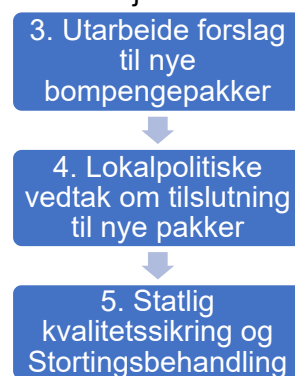 3. Utarbeide forslag
til nye
bompengepakker
4. Lokalpolitiske
vedtak om tilslutning
til nye pakker
5. Statlig
kvalitetssikring og
Stortingsbehandling